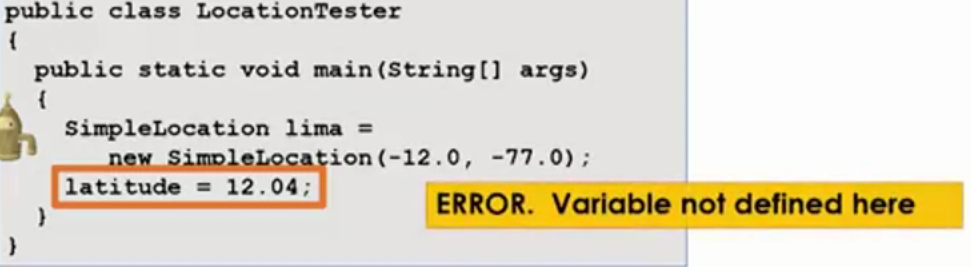 public class LocationTester
{
public static void main(String[] args)
{
SimpleLocation lima =
new SimpleLocation(-12.0, -77.0);
latitude = 12.04;
ERROR. Variable not defined here
}
}